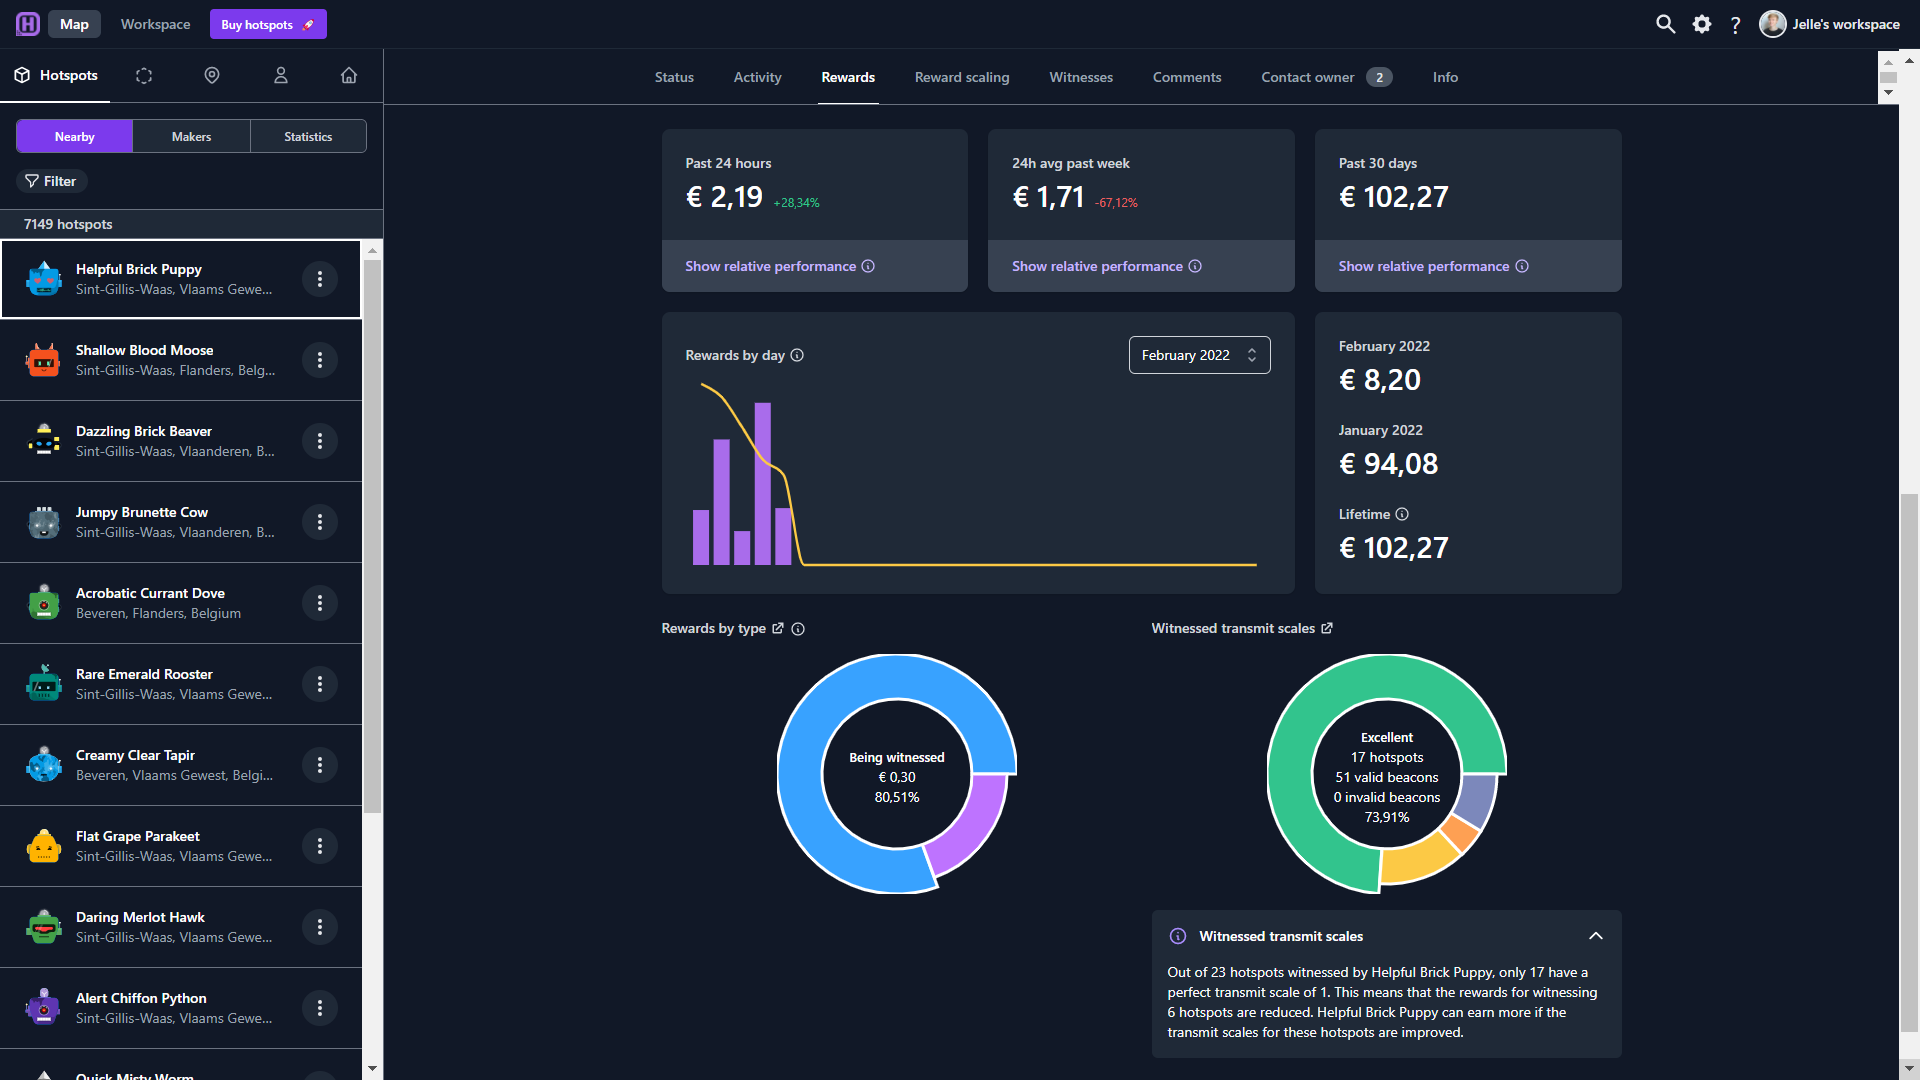 Map
Workspace
Buy hotspots
?
Jelle's workspace
Hotspots
Nearby
Makers
Statistics
Filter
7149 hotspots
Helpful Brick Puppy
Sint-Gillis-Waas, Vlaams Gewe...
Shallow Blood Moose
Sint-Gillis-Waas, Flanders, Belg...
Dazzling Brick Beaver
Sint-Gillis-Waas, Vlaanderen, B...
Jumpy Brunette Cow
Sint-Gillis-Waas, Vlaanderen, B...
Acrobatic Currant Dove
Beveren, Flanders, Belgium
Rare Emerald Rooster
Sint-Gillis-Waas, Vlaams Gewe...
Creamy Clear Tapir
Beveren, Vlaams Gewest, Belgi...
Flat Grape Parakeet
Sint-Gillis-Waas, Vlaams Gewe...
Daring Merlot Hawk
Sint-Gillis-Waas, Vlaams Gewe...
Alert Chiffon Python
Sint-Gillis-Waas, Vlaams Gewe...
Quick Misty Worm
Status
Activity
Rewards
Reward scaling
Witnesses
Comments
Contact owner 2
Info
Past 24 hours
€ 2,19 +28,34%
Show relative performance
24h avg past week
€ 1,71 -67,12%
Show relative performance
Past 30 days
€ 102,27
Show relative performance
Rewards by day
February 2022
February 2022
€ 8,20
January 2022
€ 94,08
Lifetime
€ 102,27
Rewards by type
Being witnessed
€ 0,30
80,51%
Witnessed transmit scales
Excellent
17 hotspots
51 valid beacons
0 invalid beacons
73,91%
Witnessed transmit scales
Out of 23 hotspots witnessed by Helpful Brick Puppy, only 17 have a
perfect transmit scale of 1. This means that the rewards for witnessing
6 hotspots are reduced. Helpful Brick Puppy can earn more if the
transmit scales for these hotspots are improved.